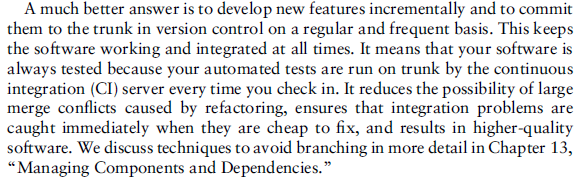 A much better answer is to develop new features incrementally and to commit
them to the trunk in version control on a regular and frequent basis. This keeps
the software working and integrated at all times. It means that your software is
always tested because your automated tests are run on trunk by the continuous
integration (CI) server every time you check in. It reduces the possibility of large
merge conflicts caused by refactoring, ensures that integration problems are
caught immediately when they are cheap to fix, and results in higher-quality
software. We discuss techniques to avoid branching in more detail in Chapter 13,
“Managing Components and Dependencies.”